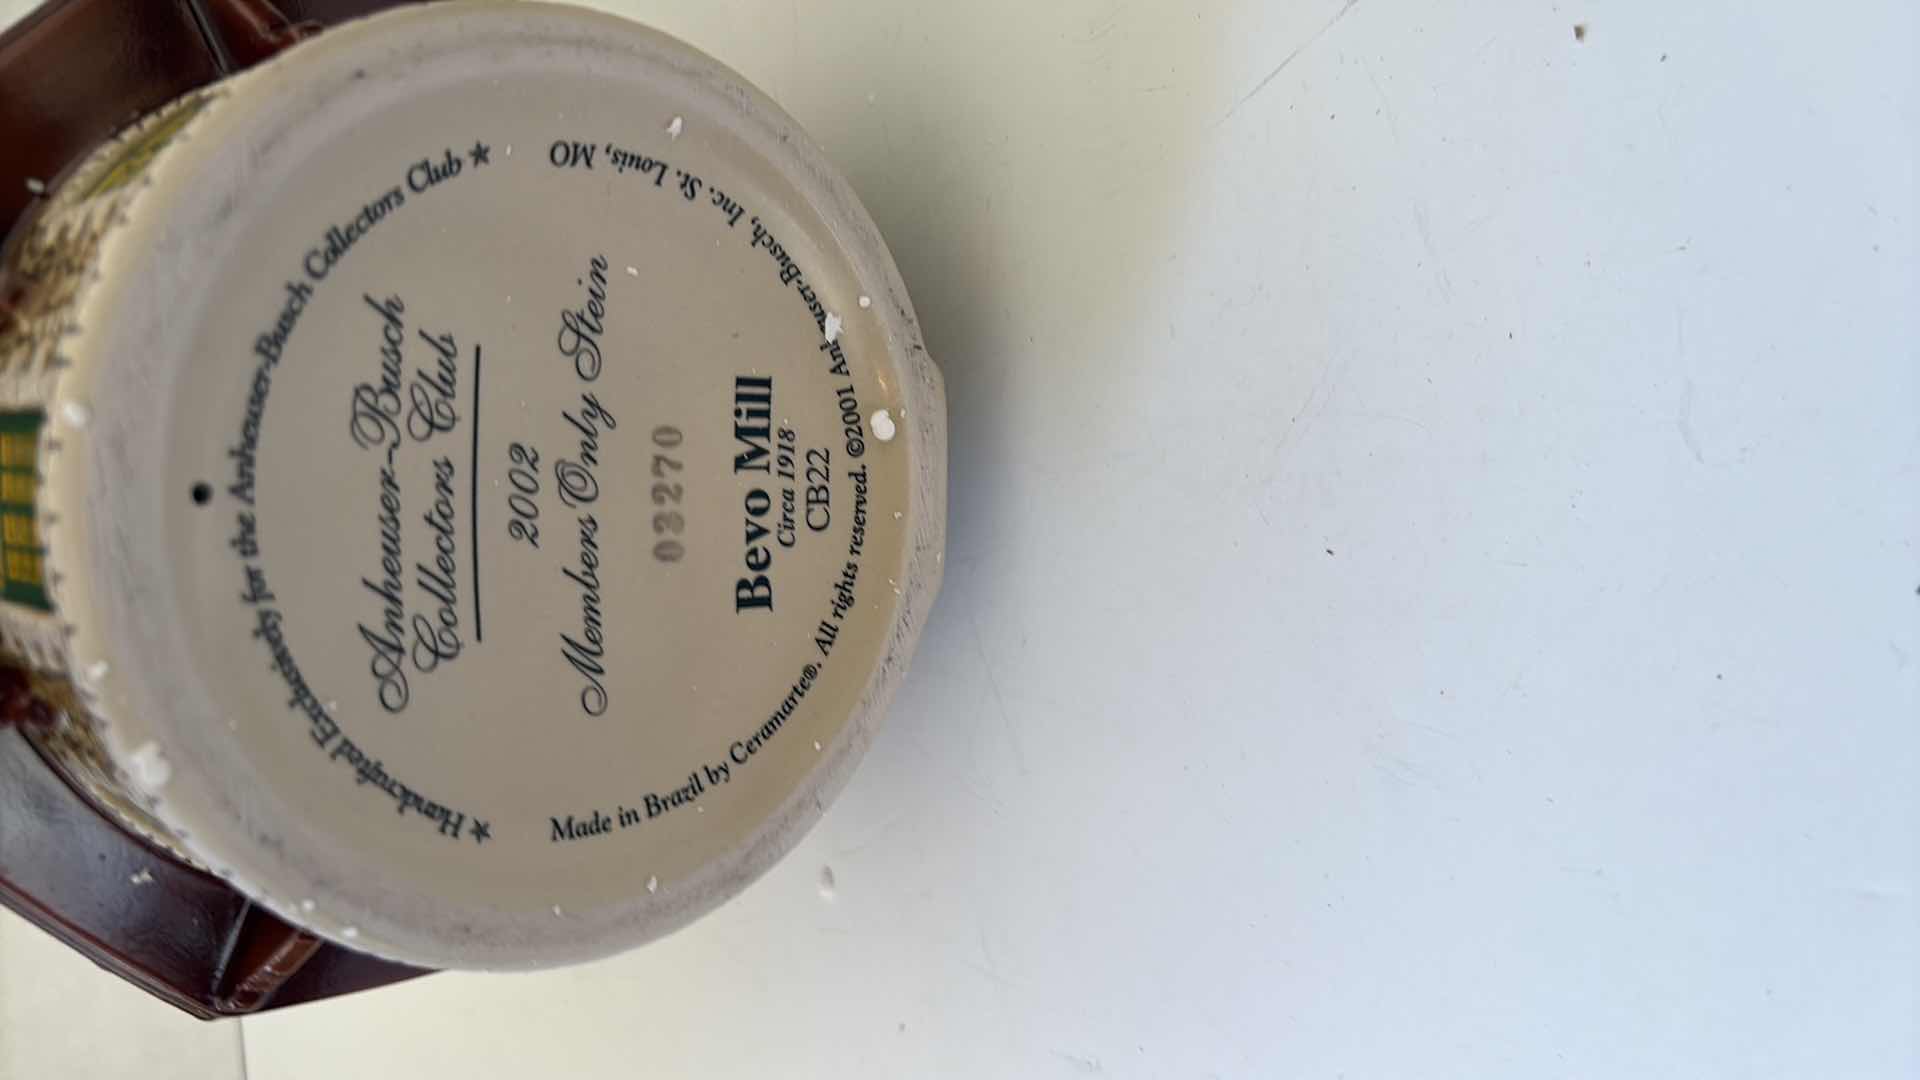 ★ Handcrafted Exclusively for the Anheuser-Busch Collectors Club ★
Anheuser-Busch
Collectors Club
2002
Members Only Stein
03270
Bevo Mill
Circa 1918
CB22
Made in Brazil by Ceramarte®. All rights reserved. ©2001 Anheuser-Busch, Inc. St. Louis, MO